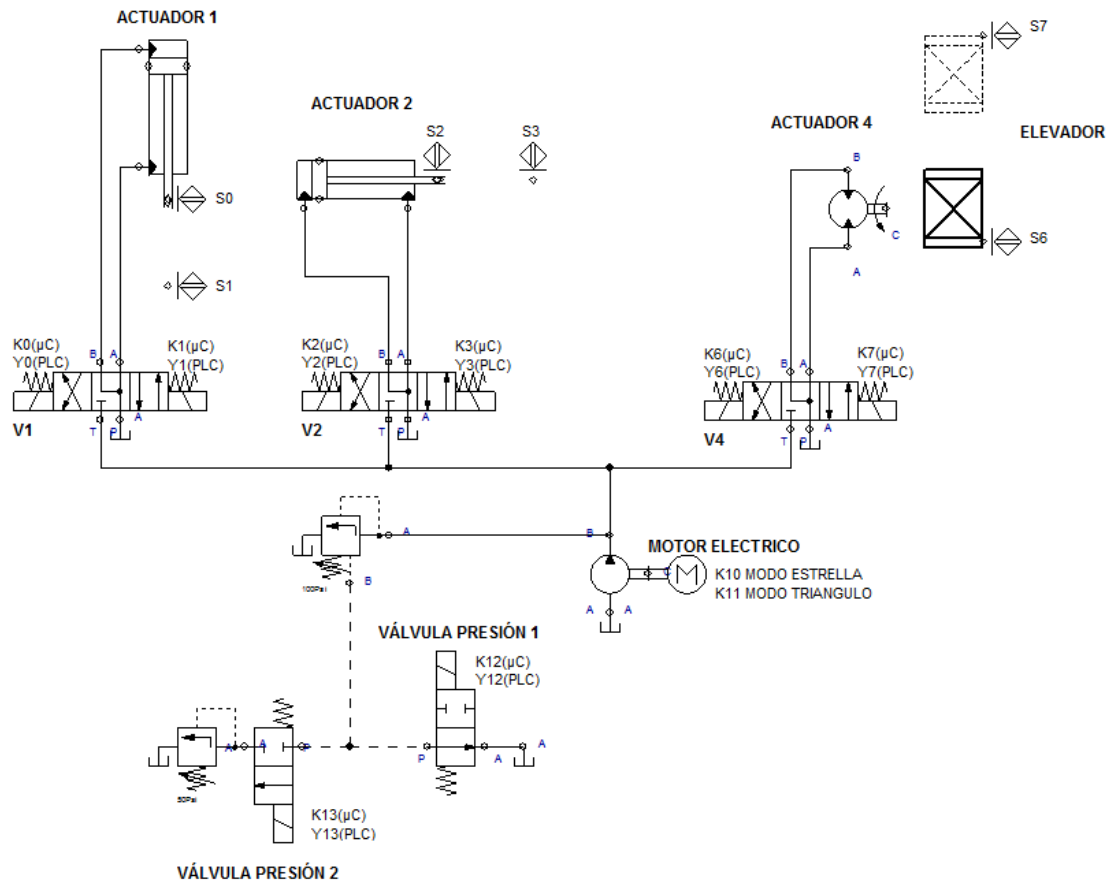 ACTUADOR 1
S7
ACTUADOR 2
S2
S3
ACTUADOR 4
ELEVADOR
B
S0
C
S6
A
S1
K0(µC)
Y0(PLC)
B
A
K1(µC)
Y1(PLC)
K2(µC)
Y2(PLC)
B
A
K3(µC)
Y3(PLC)
K6(µC)
Y6(PLC)
B
A
K7(µC)
Y7(PLC)
A
A
A
V1
T
P
V2
T
P
V4
T
P
A
B
MOTOR ELECTRICO
C
M
K10 MODO ESTRELLA
K11 MODO TRIANGULO
100Psi
B
A
A
VÁLVULA PRESIÓN 1
K12(µC)
Y12(PLC)
A
A
P
P
A
A
50Psi
K13(µC)
Y13(PLC)
VÁLVULA PRESIÓN 2